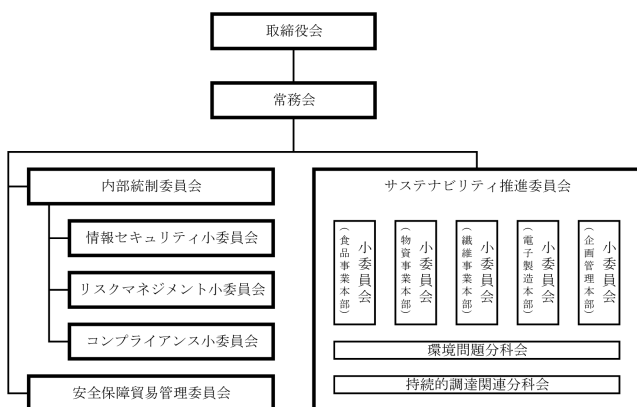 取締役会
常務会
内部統制委員会
情報セキュリティ小委員会
リスクマネジメント小委員会
コンプライアンス小委員会
安全保障貿易管理委員会
サステナビリティ推進委員会
小委員会
(食品事業本部)
小委員会
(物資事業本部)
小委員会
(繊維事業本部)
小委員会
(電子製造本部)
小委員会
(企画管理本部)
環境問題分科会
持続的調達関連分科会